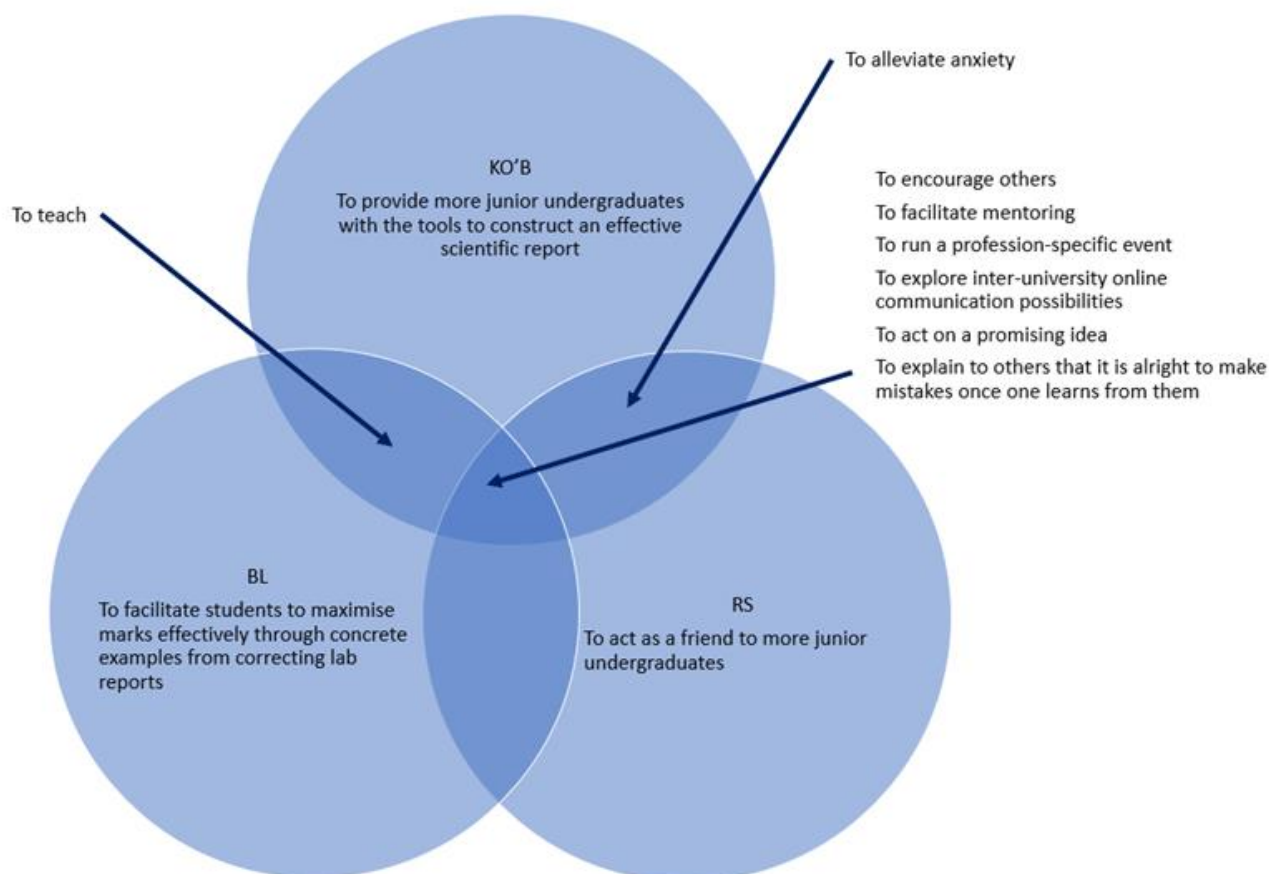 To alleviate anxiety
KO'B
To provide more junior undergraduates
with the tools to construct an effective
scientific report
To teach
To encourage others
To facilitate mentoring
To run a profession-specific event
To explore inter-university online
communication possibilities
To act on a promising idea
To explain to others that it is alright to make
mistakes once one learns from them
BL
To facilitate students to maximise
marks effectively through concrete
examples from correcting lab
reports
RS
To act as a friend to more junior
undergraduates